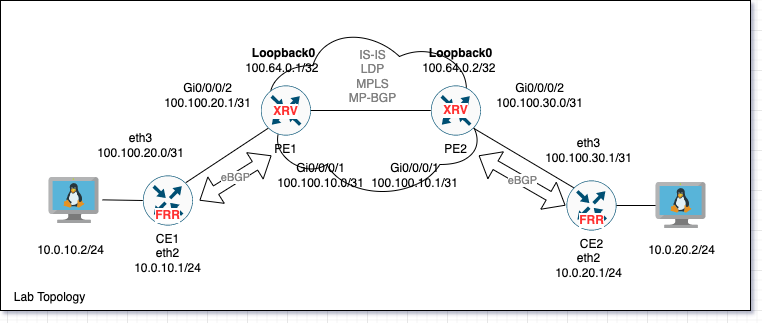 Loopback0
100.64.0.1/32
IS-IS
LDP
MPLS
MP-BGP
Loopback0
100.64.0.2/32
Gi0/0/0/2
100.100.20.1/31
XRV
XRV
Gi0/0/0/2
100.100.30.0/31
PE1
PE2
eth3
100.100.20.0/31
Gi0/0/0/1
100.100.10.0/31
Gi0/0/0/1
100.100.10.1/31
eth3
100.100.30.1/31
eBGP
eBGP
FRR
FRR
10.0.10.2/24
CE1
eth2
10.0.10.1/24
CE2
eth2
10.0.20.1/24
10.0.20.2/24
Lab Topology